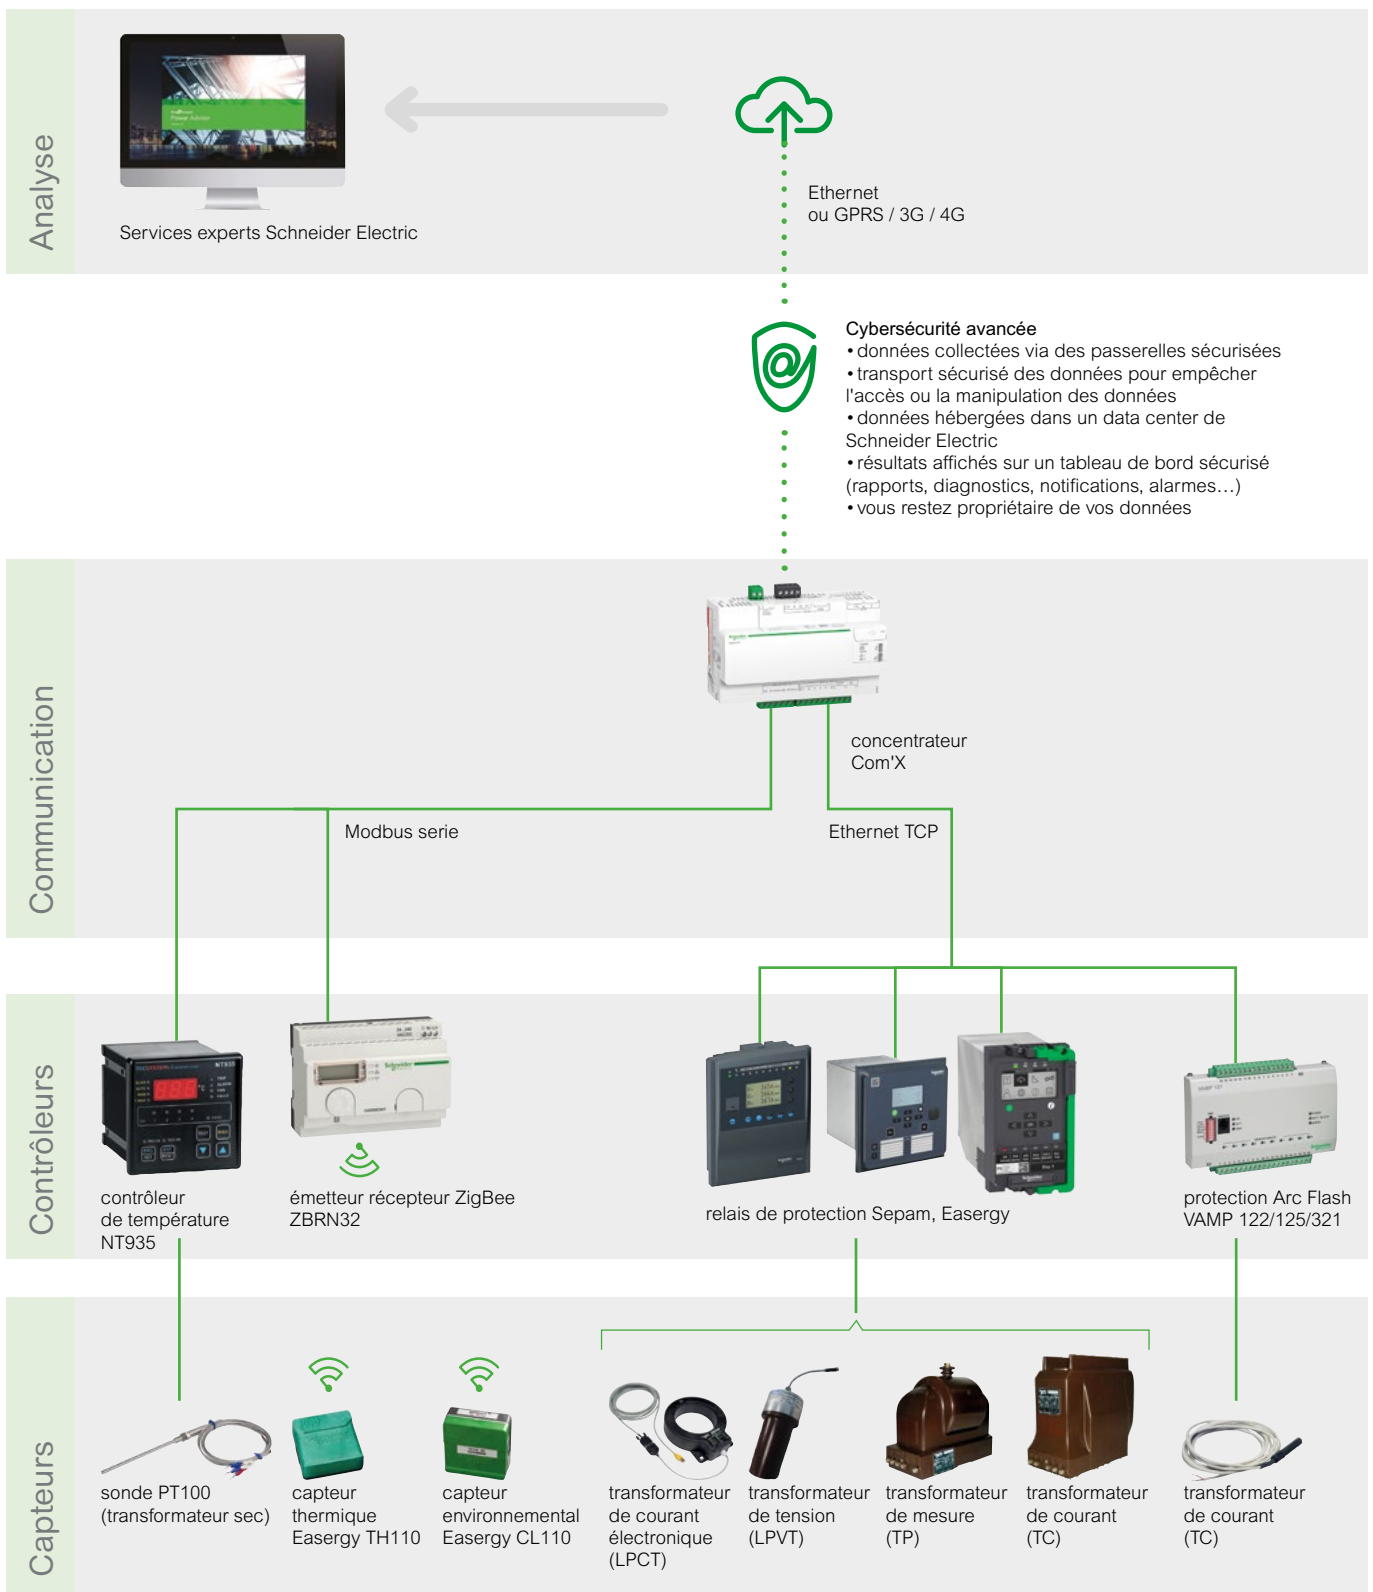 Analyse
Power Advisor
Services experts Schneider Electric
Ethernet
ou GPRS / 3G / 4G
Cybersécurité avancée
• données collectées via des passerelles sécurisées
• transport sécurisé des données pour empêcher
l'accès ou la manipulation des données
• données hébergées dans un data center de
Schneider Electric
• résultats affichés sur un tableau de bord sécurisé
(rapports, diagnostics, notifications, alarmes…)
• vous restez propriétaire de vos données
Communication
concentrateur
Com'X
Modbus serie
Ethernet TCP
Contrôleurs
NT935
VAMP 121
contrôleur
de température
NT935
émetteur récepteur ZigBee
ZBRN32
relais de protection Sepam, Easergy
protection Arc Flash
VAMP 122/125/321
Capteurs
sonde PT100
(transformateur sec)
capteur
thermique
Easergy TH110
capteur
environnemental
Easergy CL110
transformateur
de courant
électronique
(LPCT)
transformateur
de tension
(LPVT)
transformateur
de mesure
(TP)
transformateur
de courant
(TC)
transformateur
de courant
(TC)